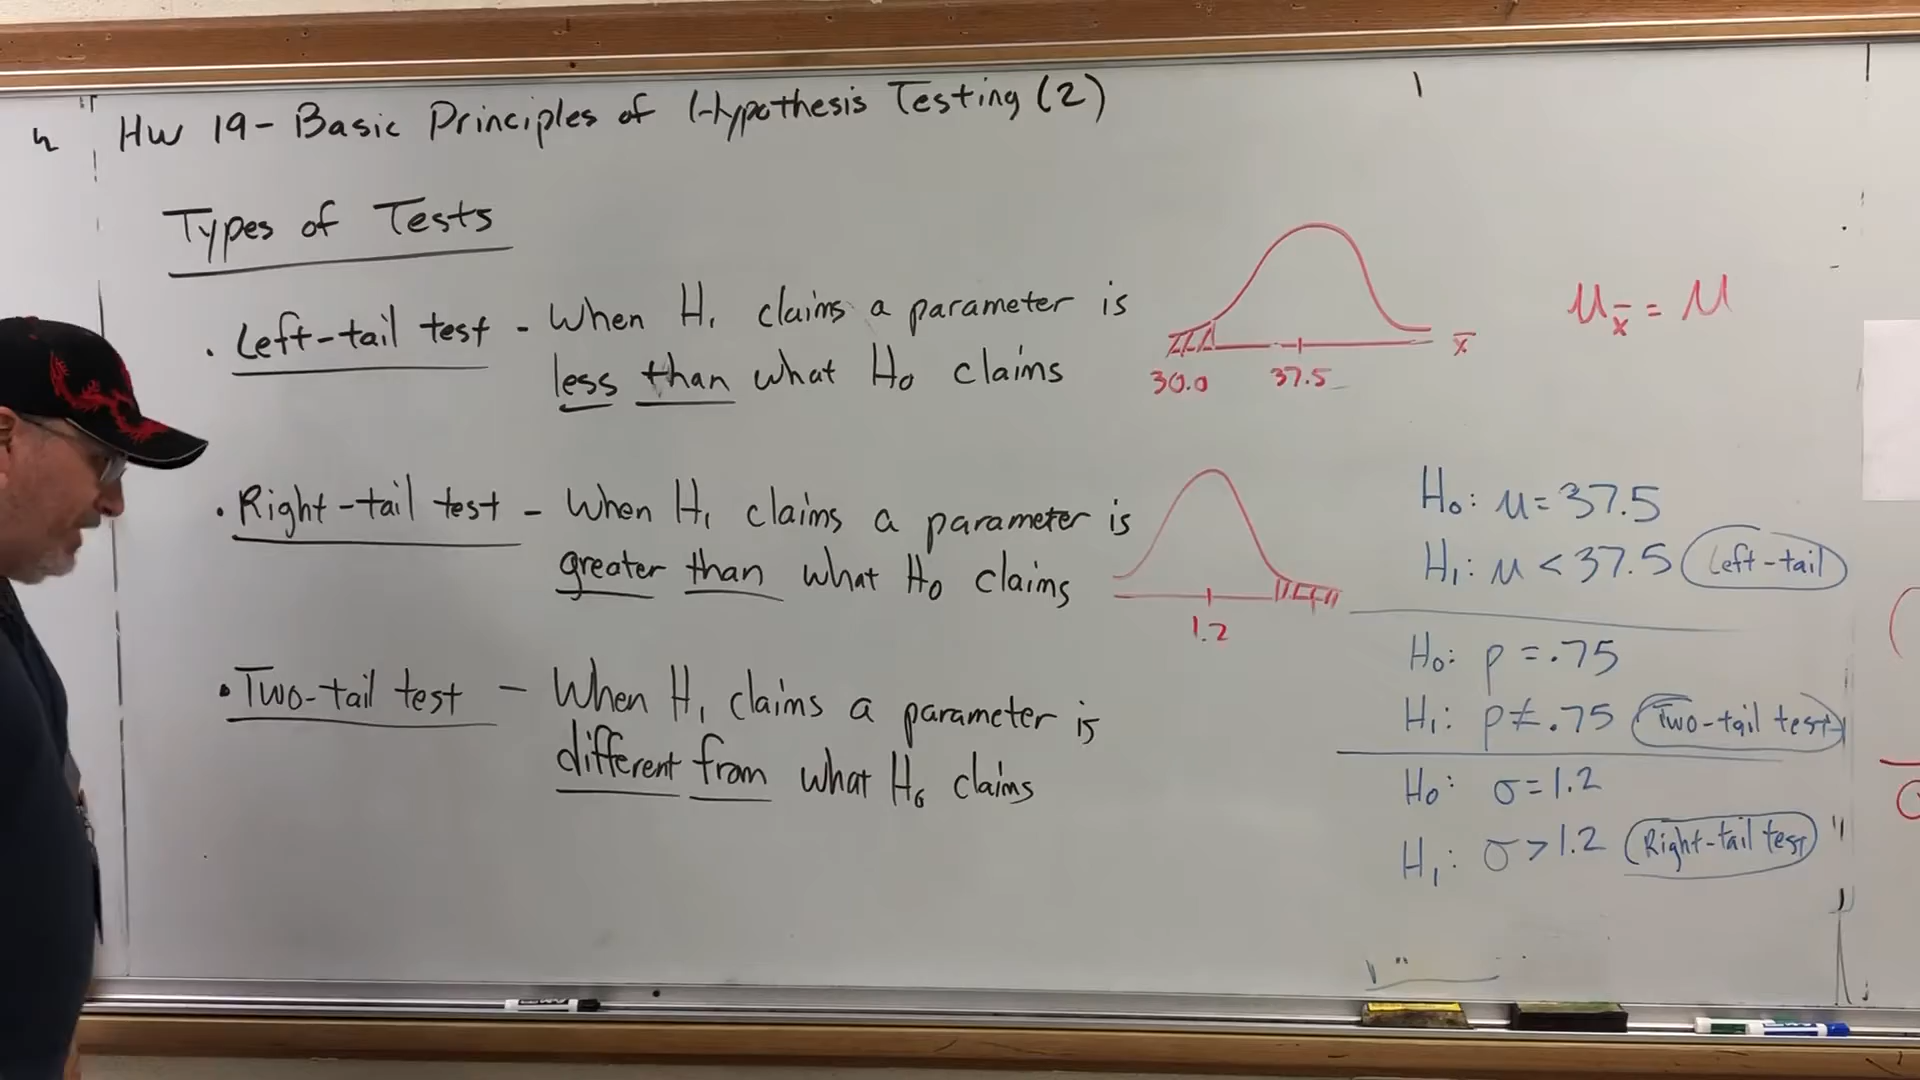 HW 19 - Basic Principles of Hypothesis Testing (2)
Types of Tests
. Left-tail test - When H₁ claims a parameter is
less than what H₀ claims
30.0 37.5 x̄
μx̄ = μ
. Right-tail test - When H₁ claims a parameter is
greater than what H₀ claims
1.2
• Two-tail test - When H₁ claims a parameter is
different from what H₀ claims
H₀: μ = 37.5
H₁: μ < 37.5 Left-tail
H₀: p = .75
H₁: p ≠ .75 Two-tail test
H₀: σ = 1.2
H₁: σ > 1.2 Right-tail test